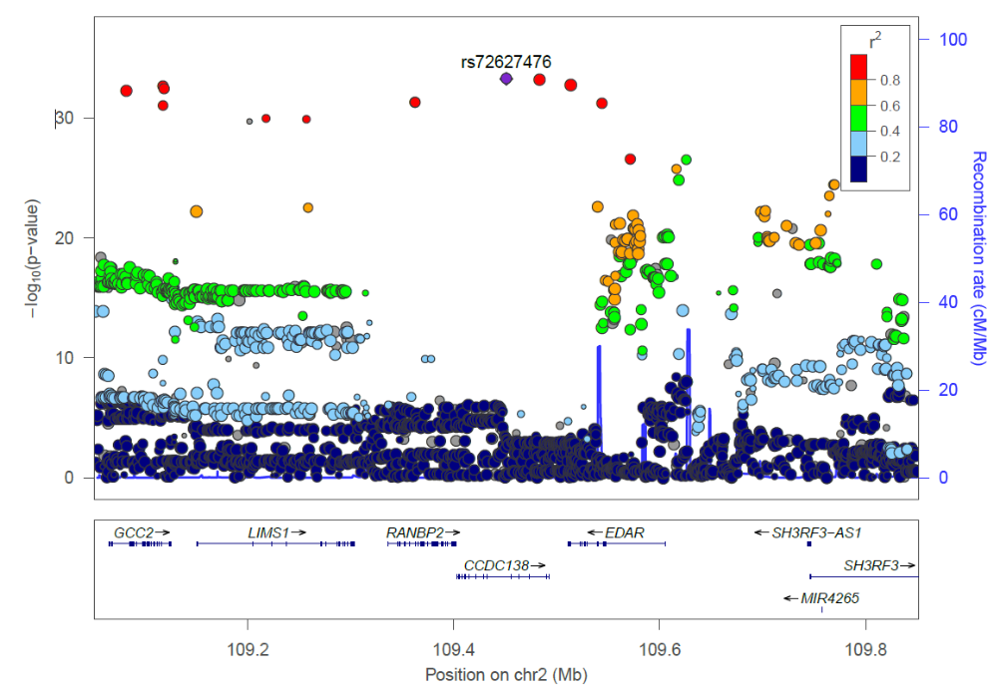 rs72627476
r²
0.8
0.6
0.4
0.2
−log₁₀(p−value)
30
20
10
0
100
80
60
40
20
0
Recombination rate (cM/Mb)
GCC2→
LIMS1→
RANBP2→
←EDAR
←SH3RF3−AS1
CCDC138→
SH3RF3→
←MIR4265
109.2
109.4
109.6
109.8
Position on chr2 (Mb)